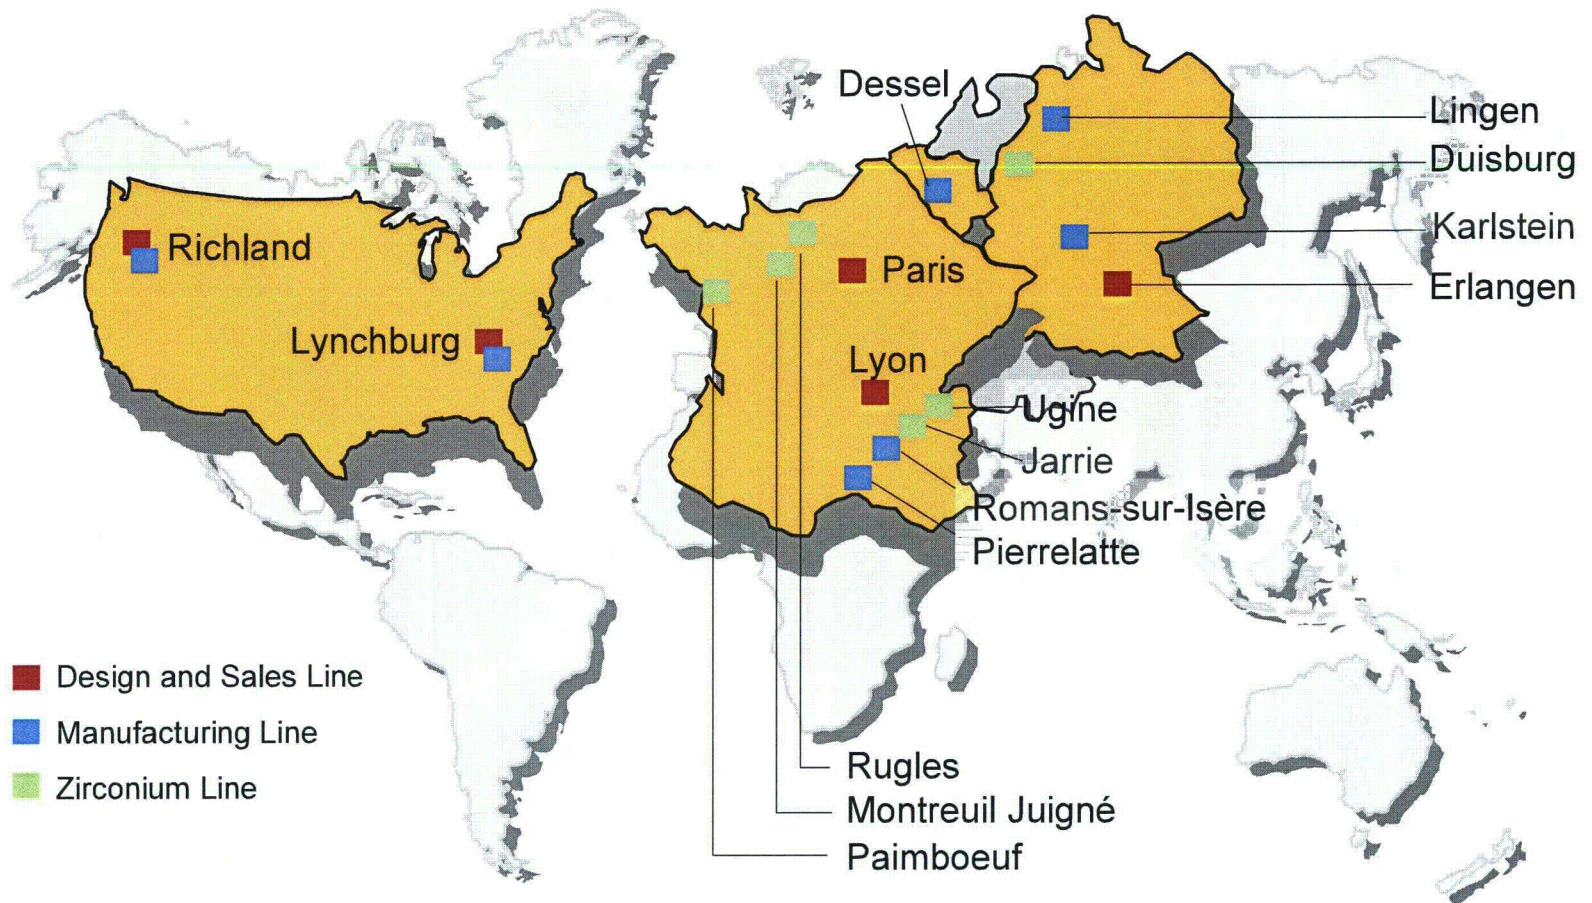 Dessel
Lingen
Duisburg
Karlstein
Erlangen
Richland
Paris
Lynchburg
Lyon
Ugine
Jarrie
Romans-sur-Isère
Pierrelatte
Design and Sales Line
Manufacturing Line
Zirconium Line
Rugles
Montreuil Juigné
Paimboeuf